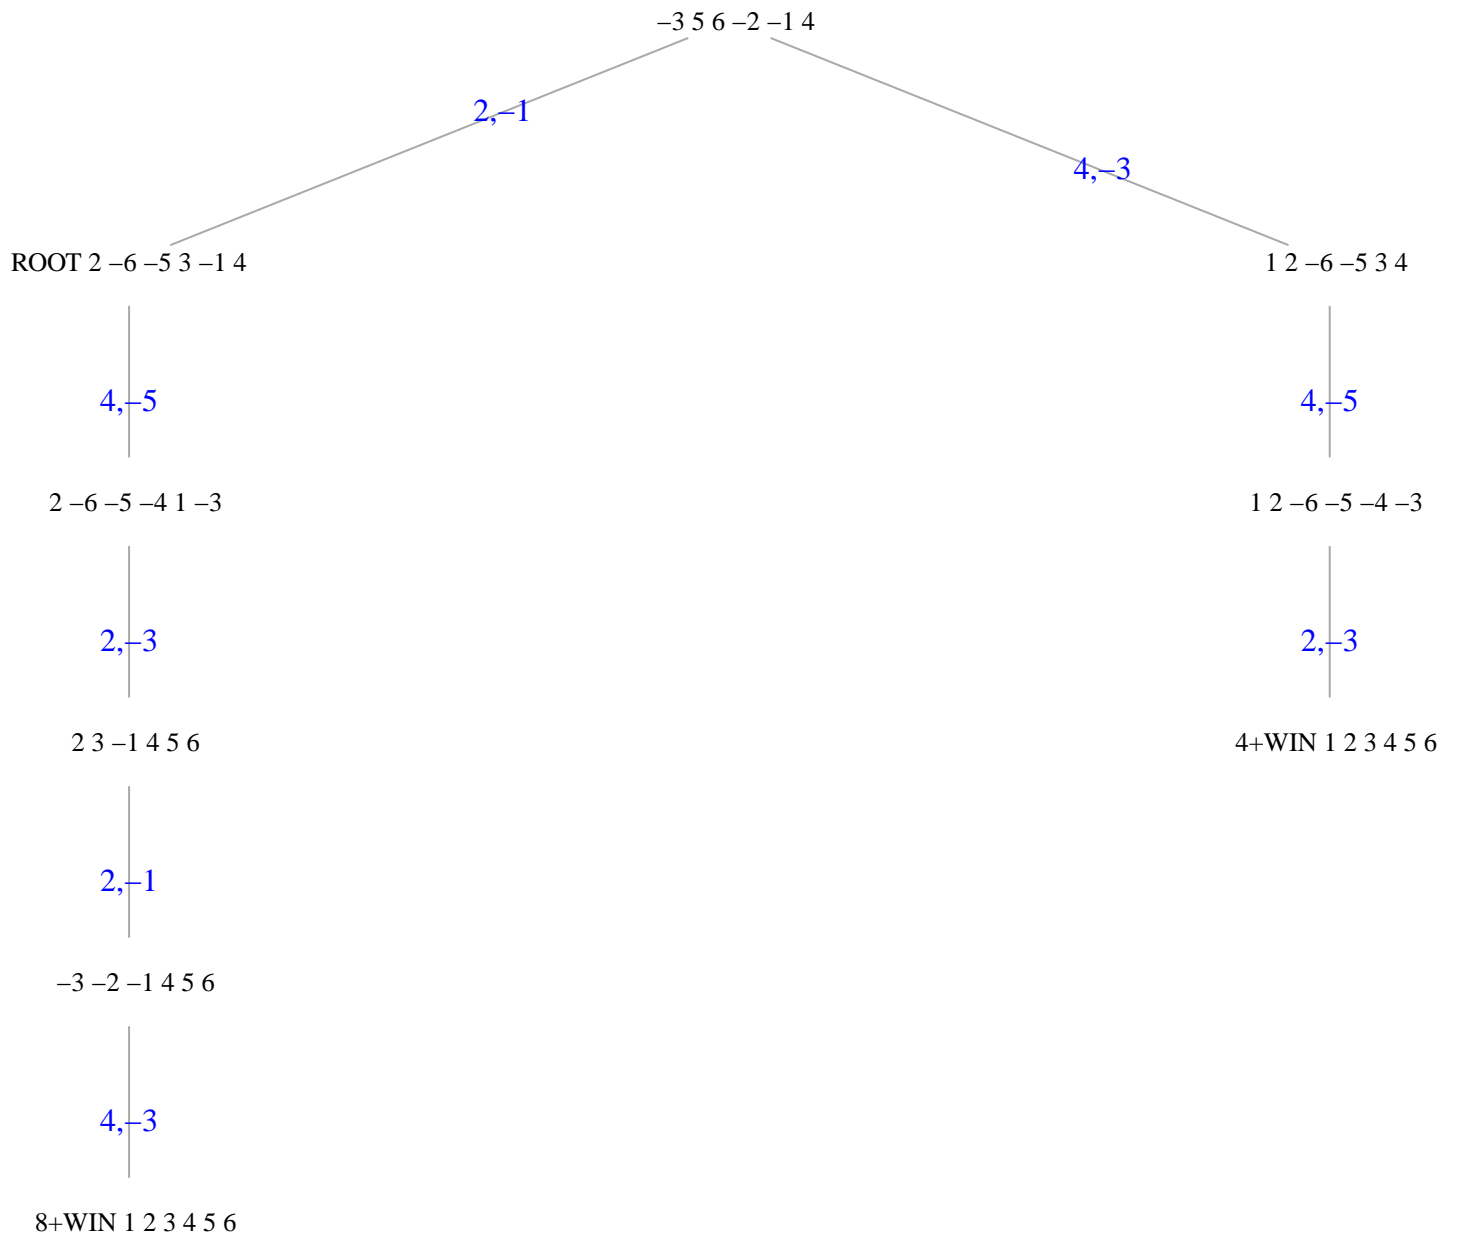 –3 5 6 –2 –1 4
2,–1
4,–3
ROOT 2 –6 –5 3 –1 4
1 2 –6 –5 3 4
4,–5
4,–5
2 –6 –5 –4 1 –3
1 2 –6 –5 –4 –3
2,–3
2,–3
2 3 –1 4 5 6
4+WIN 1 2 3 4 5 6
2,–1
–3 –2 –1 4 5 6
4,–3
8+WIN 1 2 3 4 5 6